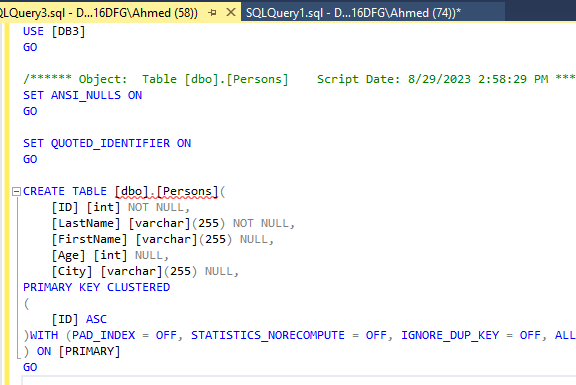 QLQuery3.sql - D...16DFG\Ahmed (58))
SQLQuery1.sql - D...16DFG\Ahmed (74))*
USE [DB3]
GO
/****** Object:  Table [dbo].[Persons]    Script Date: 8/29/2023 2:58:29 PM ***
SET ANSI_NULLS ON
GO
SET QUOTED_IDENTIFIER ON
GO
CREATE TABLE [dbo].[Persons](
[ID] [int] NOT NULL,
[LastName] [varchar](255) NOT NULL,
[FirstName] [varchar](255) NULL,
[Age] [int] NULL,
[City] [varchar](255) NULL,
PRIMARY KEY CLUSTERED
(
[ID] ASC
)WITH (PAD_INDEX = OFF, STATISTICS_NORECOMPUTE = OFF, IGNORE_DUP_KEY = OFF, ALL
) ON [PRIMARY]
GO